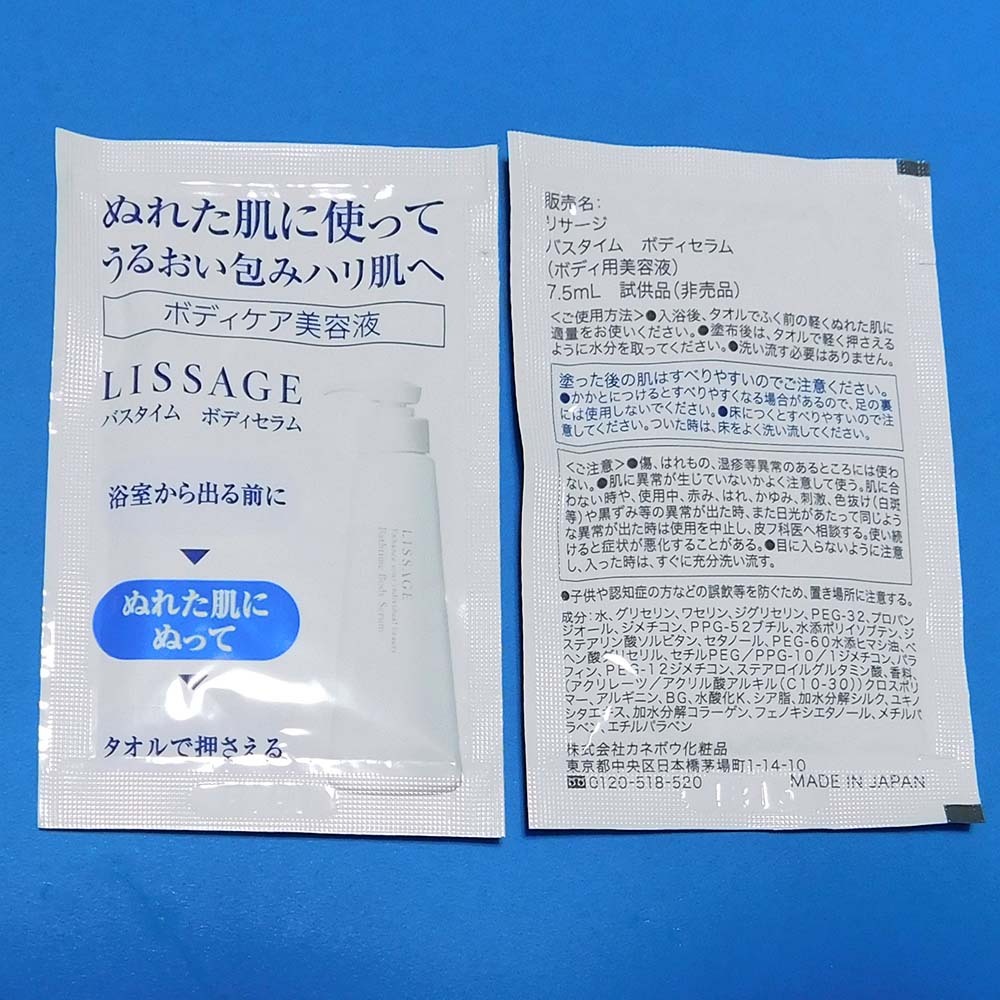 ぬれた肌に使って
うるおい包みハリ肌へ
ボディケア美容液
LISSAGE
バスタイム ボディセラム
浴室から出る前に
ぬれた肌に
ぬって
タオルで押さえる
LISSAGE
Bathtime Body Serum
販売名:
リサージ
バスタイム ボディセラム
(ボディ用美容液)
7.5mL 試供品(非売品)
<ご使用方法>●入浴後、タオルでふく前の軽くぬれた肌に
適量をお使いください。●塗布後は、タオルで軽く押さえる
ように水分を取ってください。●洗い流す必要はありません。
塗った後の肌はすべりやすいのでご注意ください。
●かかとにつけるとすべりやすくなる場合があるので、足の裏
には使用しないでください。●床につくとすべりやすいので注
意してください。ついた時は、床をよく洗い流してください。
<ご注意>●傷、はれもの、湿疹等異常のあるところには使わ
ない。●肌に異常が生じていないかよく注意して使う。肌に合
わない時や、使用中、赤み、はれ、かゆみ、刺激、色抜け(白斑
等)や黒ずみ等の異常が出た時、また日光があたって同じよう
な異常が出た時は使用を中止し、皮フ科医へ相談する。使い続
けると症状が悪化することがある。●目に入らないように注意
し、入った時は、すぐに充分洗い流す。
●子供や認知症の方などの誤飲等を防ぐため、置き場所に注意する。
成分:水、グリセリン、ワセリン、ジグリセリン、PEG-32、プロパン
ジオール、ジメチコン、PPG-52ブチル、水添ポリイソブテン、ジ
ステアリン酸ソルビタン、セタノール、PEG-60水添ヒマシ油、ベ
ヘン酸グリセリル、セチルPEG/PPG-10/1ジメチコン、パラ
フィン、PEG-12ジメチコン、ステアロイルグルタミン酸、香料、
(アクリレーツ/アクリル酸アルキル(C10-30))クロスポリ
マー、アルギニン、BG、水酸化K、シア脂、加水分解シルク、ユキノ
シタエキス、加水分解コラーゲン、フェノキシエタノール、メチルパ
ラベン、エチルパラベン
株式会社カネボウ化粧品
東京都中央区日本橋茅場町1-14-10
0120-518-520 MADE IN JAPAN